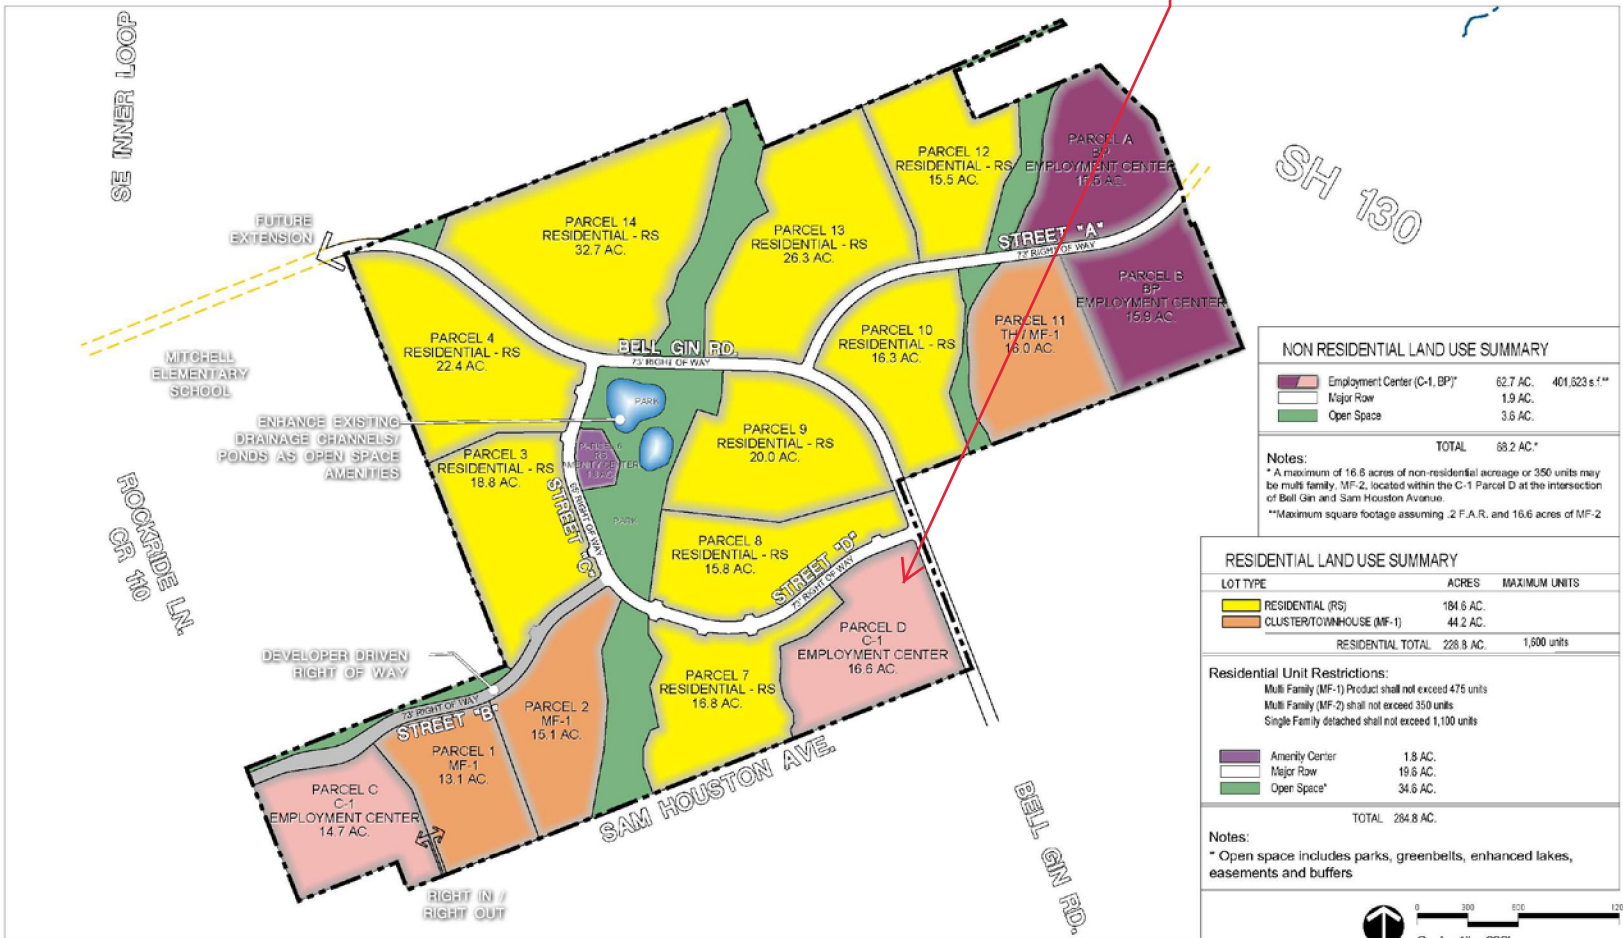 SE INNER LOOP
SH 130
FUTURE
EXTENSION
MITCHELL
ELEMENTARY
SCHOOL
ENHANCE EXISTING
DRAINAGE CHANNELS/
PONDS AS OPEN SPACE
AMENITIES
ROCKRIDE LN.
CR 110
DEVELOPER DRIVEN
RIGHT OF WAY
PARCEL 14
RESIDENTIAL - RS
32.7 AC.
PARCEL 13
RESIDENTIAL - RS
26.3 AC.
PARCEL 12
RESIDENTIAL - RS
15.5 AC.
PARCEL A
BP
EMPLOYMENT CENTER
STREET "A"
73' RIGHT OF WAY
PARCEL B
BP
EMPLOYMENT CENTER
15.9 AC.
PARCEL 11
TH / MF-1
16.0 AC.
PARCEL 10
RESIDENTIAL - RS
16.3 AC.
PARCEL 4
RESIDENTIAL - RS
22.4 AC.
BELL GIN RD.
73' RIGHT OF WAY
PARK
PARCEL 9
RESIDENTIAL - RS
20.0 AC.
PARCEL 3
RESIDENTIAL - RS
18.8 AC.
AMENITY CENTER
STREET "C"
RIGHT OF WAY
PARK
PARCEL 8
RESIDENTIAL - RS
15.8 AC.
STREET "D"
73' RIGHT OF WAY
PARCEL D
C-1
EMPLOYMENT CENTER
16.6 AC.
PARCEL 7
RESIDENTIAL - RS
16.8 AC.
73' RIGHT OF WAY
STREET "B"
PARCEL 2
MF-1
15.1 AC.
PARCEL 1
MF-1
13.1 AC.
PARCEL C
C-1
EMPLOYMENT CENTER
14.7 AC.
RIGHT IN /
RIGHT OUT
SAM HOUSTON AVE.
BELL GIN RD.
NON RESIDENTIAL LAND USE SUMMARY
Employment Center (C-1, BP)* 62.7 AC. 401,623 s.f.**
Major Row 1.9 AC.
Open Space 3.6 AC.
TOTAL 68.2 AC.*
Notes:
* A maximum of 16.6 acres of non-residential acreage or 350 units may
be multi family, MF-2, located within the C-1 Parcel D at the intersection
of Bell Gin and Sam Houston Avenue.
**Maximum square footage assuming .2 F.A.R. and 16.6 acres of MF-2
RESIDENTIAL LAND USE SUMMARY
LOT TYPE ACRES MAXIMUM UNITS
RESIDENTIAL (RS) 184.6 AC.
CLUSTER/TOWNHOUSE (MF-1) 44.2 AC.
RESIDENTIAL TOTAL 228.8 AC. 1,600 units
Residential Unit Restrictions:
Multi Family (MF-1) Product shall not exceed 475 units
Multi Family (MF-2) shall not exceed 350 units
Single Family detached shall not exceed 1,100 units
Amenity Center 1.8 AC.
Major Row 19.6 AC.
Open Space* 34.6 AC.
TOTAL 284.8 AC.
Notes:
* Open space includes parks, greenbelts, enhanced lakes,
easements and buffers
0 300 600